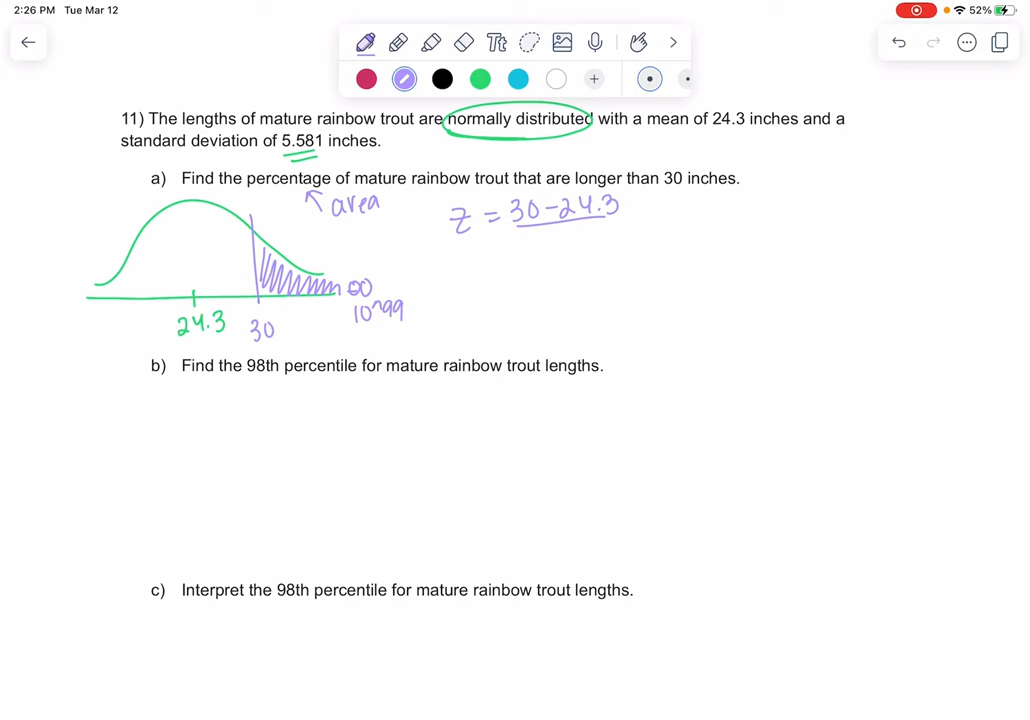 2:26 PM Tue Mar 12
52%
Tt
11) The lengths of mature rainbow trout are normally distributed with a mean of 24.3 inches and a
standard deviation of 5.581 inches.
a) Find the percentage of mature rainbow trout that are longer than 30 inches.
area
z = 30-24.3
∞
10^99
24.3
30
b) Find the 98th percentile for mature rainbow trout lengths.
c) Interpret the 98th percentile for mature rainbow trout lengths.